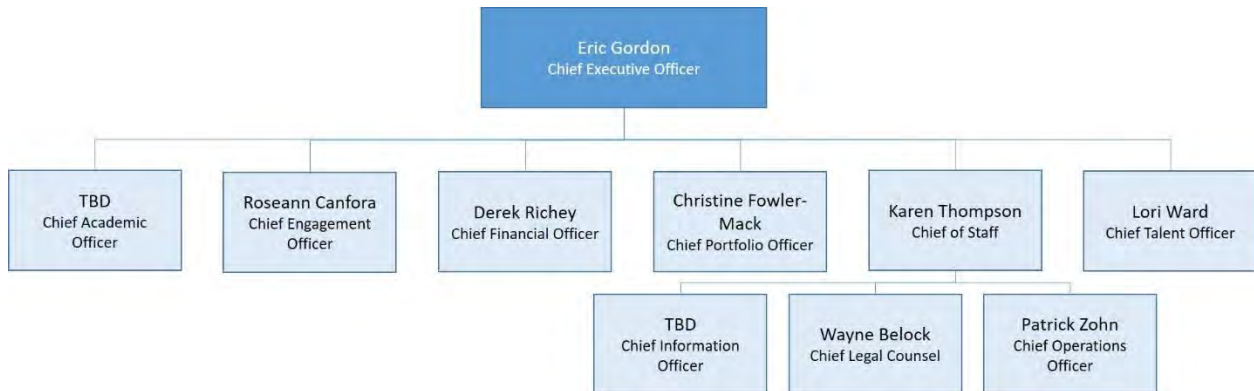 Eric Gordon
Chief Executive Officer
TBD
Chief Academic
Officer
Roseann Canfora
Chief Engagement
Officer
Derek Richey
Chief Financial Officer
Christine Fowler-
Mack
Chief Portfolio Officer
Karen Thompson
Chief of Staff
Lori Ward
Chief Talent Officer
TBD
Chief Information
Officer
Wayne Belock
Chief Legal Counsel
Patrick Zohn
Chief Operations
Officer